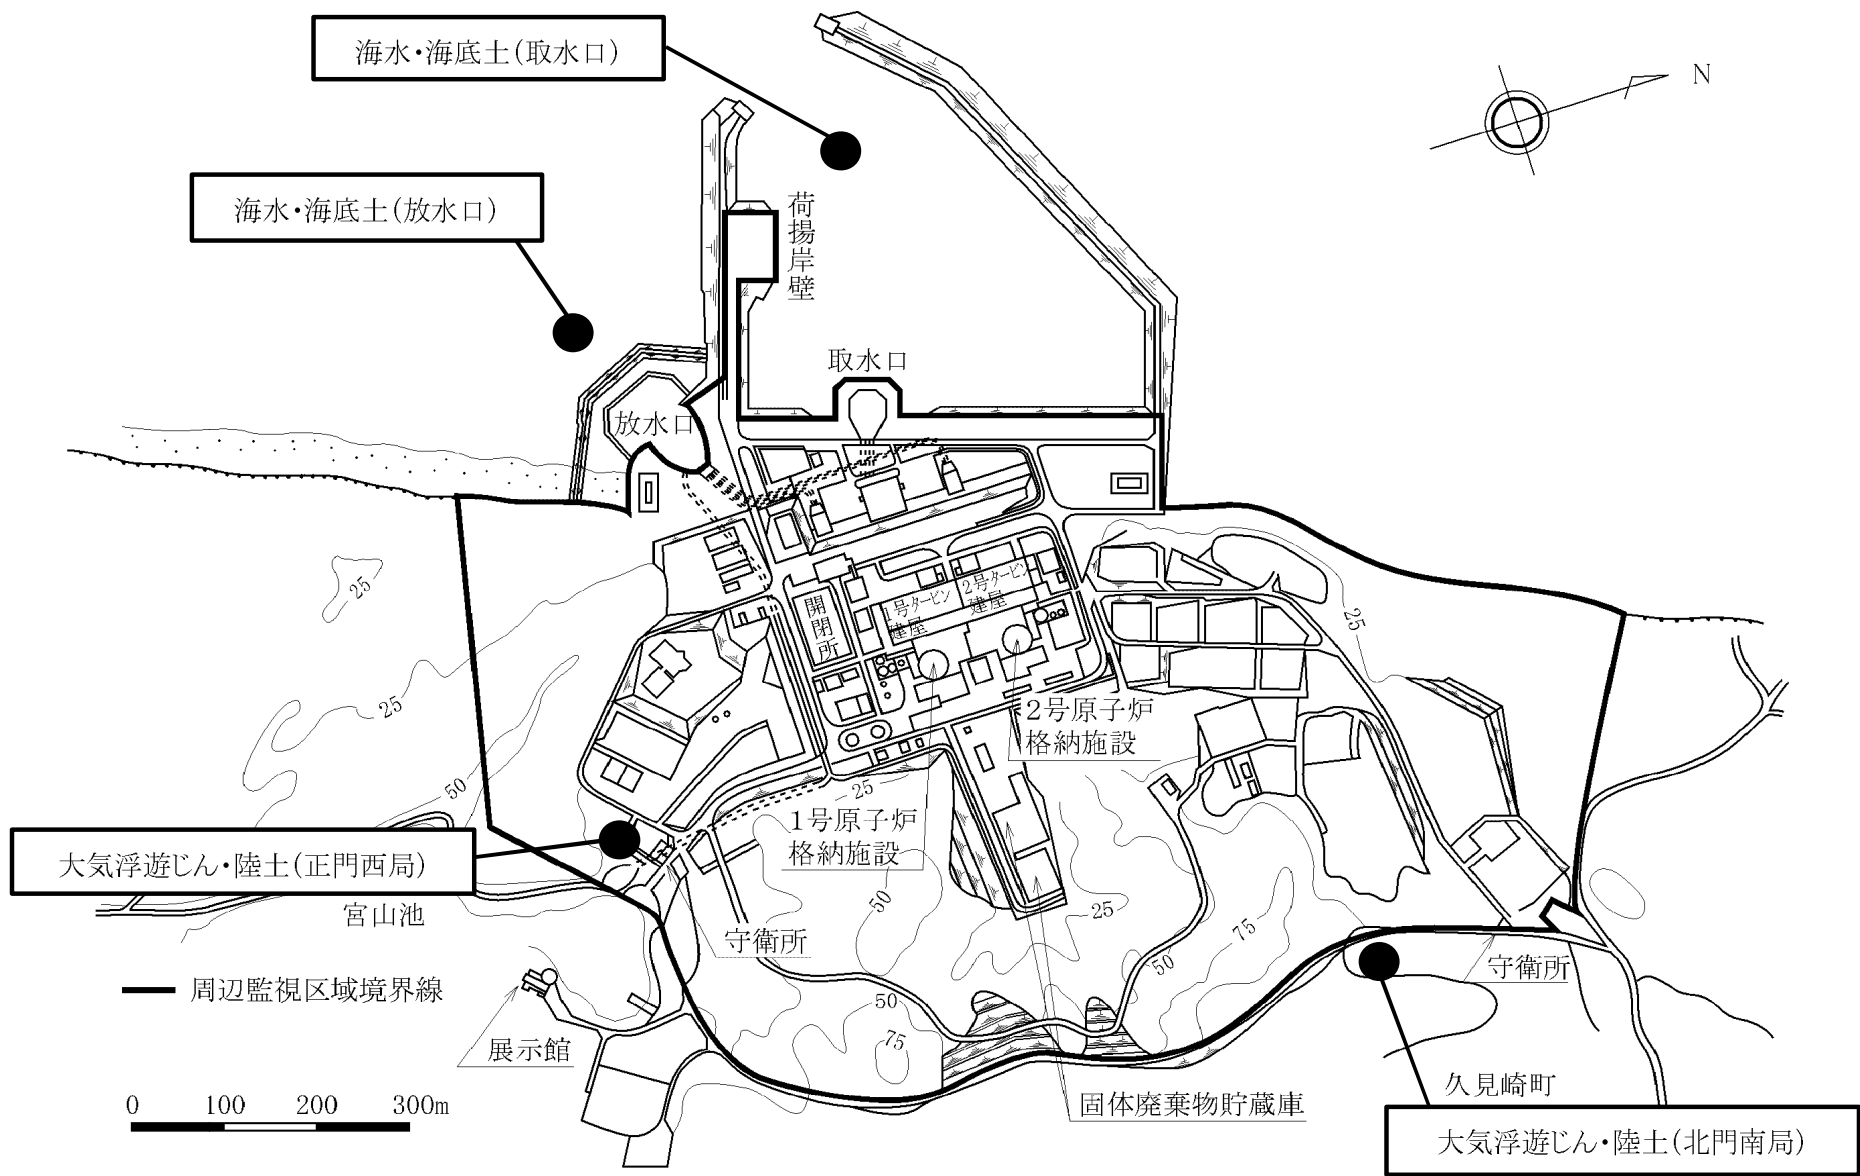 海水・海底土(取水口)
N
海水・海底土(放水口)
荷揚岸壁
取水口
放水口
25
開閉所
1号タービン
建屋
2号タービン
建屋
25
25
2号原子炉
格納施設
50
25
1号原子炉
格納施設
大気浮遊じん・陸土(正門西局)
宮山池
守衛所
50
25
75
50
守衛所
周辺監視区域境界線
50
75
展示館
久見崎町
固体廃棄物貯蔵庫
0 100 200 300m
大気浮遊じん・陸土(北門南局)